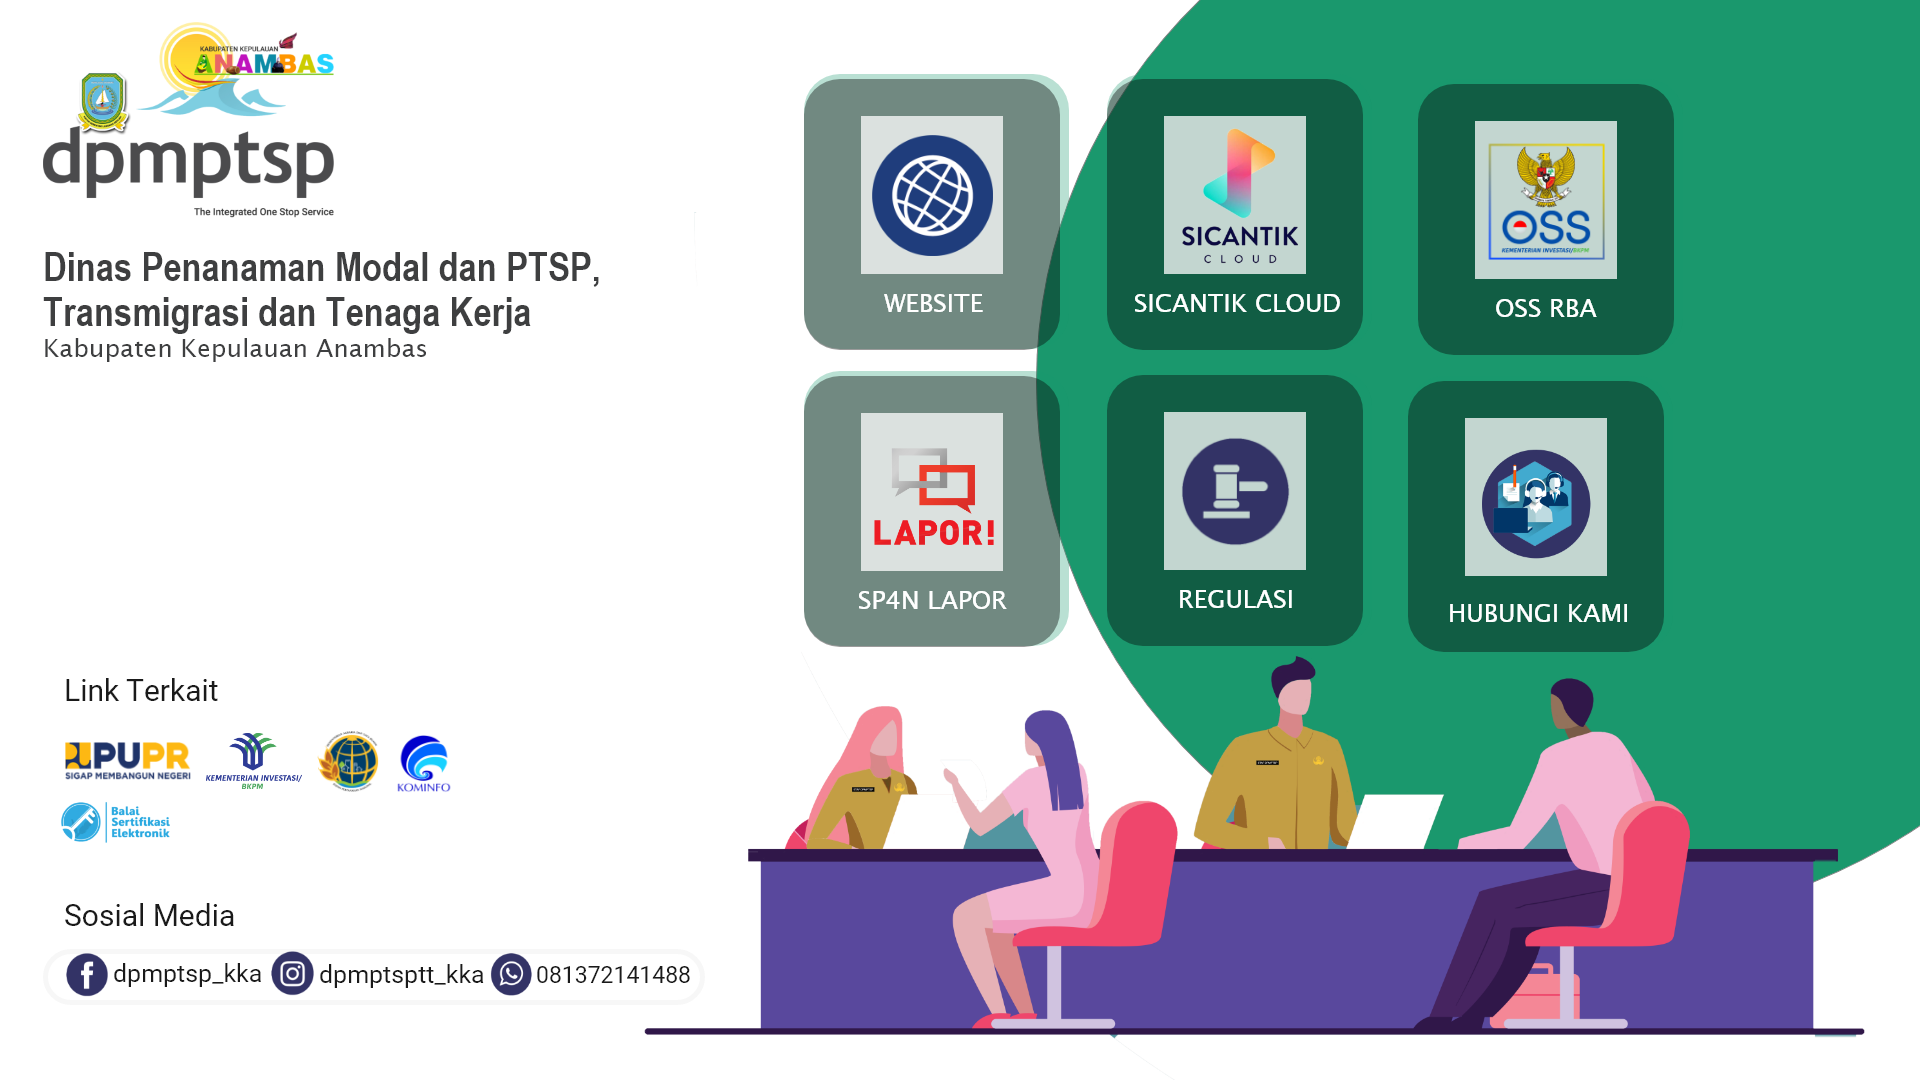 KABUPATEN KEPULAUAN
ANAMBAS
dpmptsp
The Integrated One Stop Service
Dinas Penanaman Modal dan PTSP,
Transmigrasi dan Tenaga Kerja
Kabupaten Kepulauan Anambas
SICANTIK
CLOUD
OSS
KEMENTERIAN INVESTASI/BKPM
WEBSITE
SICANTIK CLOUD
OSS RBA
LAPOR!
SP4N LAPOR
REGULASI
HUBUNGI KAMI
Link Terkait
PUPR
SIGAP MEMBANGUN NEGERI
KEMENTERIAN INVESTASI/
BKPM
KOMINFO
Balai
Sertifikasi
Elektronik
Sosial Media
dpmptsp_kka
dpmptsptt_kka
081372141488